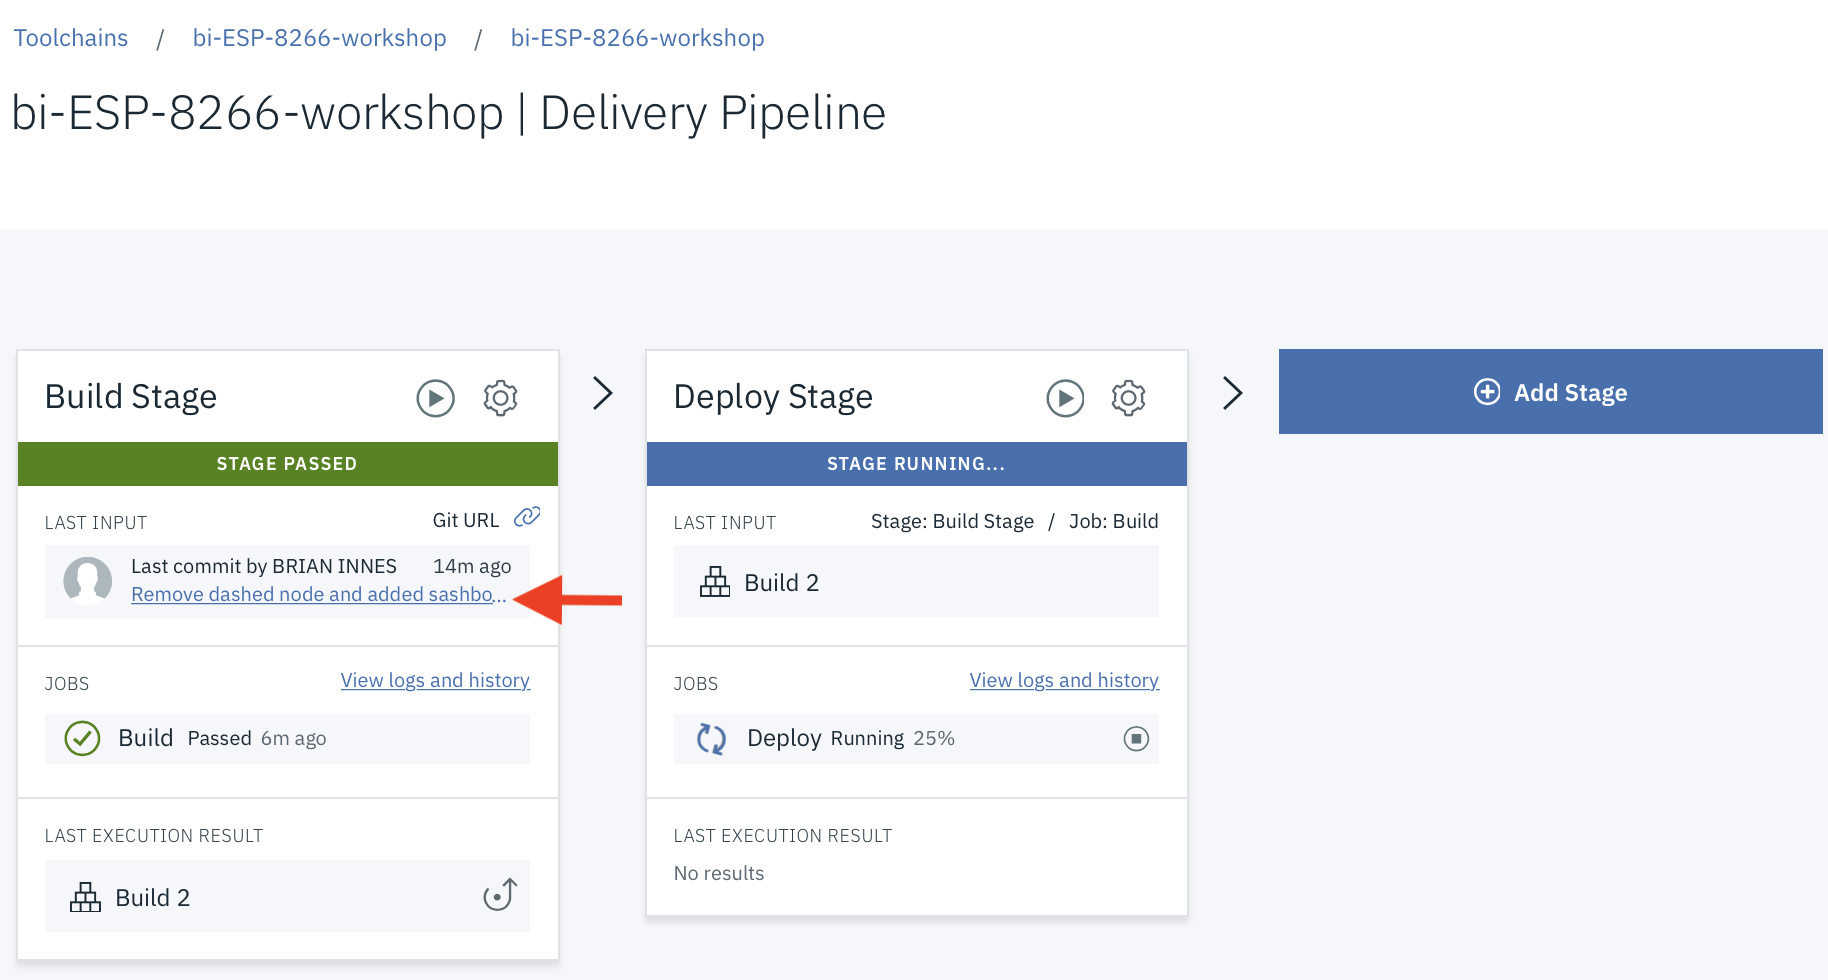 Toolchains / bi-ESP-8266-workshop / bi-ESP-8266-workshop
bi-ESP-8266-workshop | Delivery Pipeline
Build Stage
STAGE PASSED
LAST INPUT Git URL
Last commit by BRIAN INNES 14m ago
Remove dashed node and added sashbo...
JOBS View logs and history
Build Passed 6m ago
LAST EXECUTION RESULT
Build 2
Deploy Stage
STAGE RUNNING...
LAST INPUT Stage: Build Stage / Job: Build
Build 2
JOBS View logs and history
Deploy Running 25%
LAST EXECUTION RESULT
No results
Add Stage